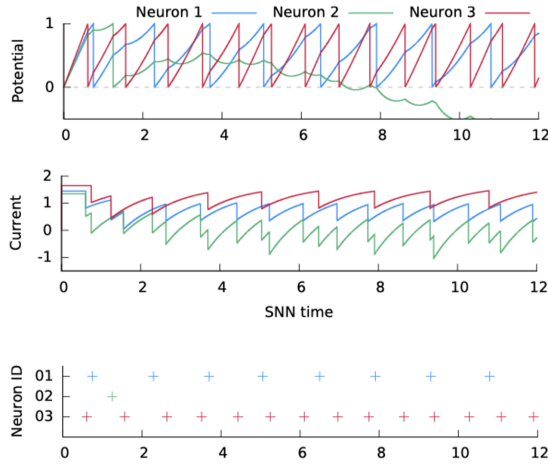 Neuron 1 Neuron 2 Neuron 3
Potential
1
0
0 2 4 6 8 10 12
Current
2
1
0
-1
0 2 4 6 8 10 12
SNN time
Neuron ID
01
02
03
0 2 4 6 8 10 12